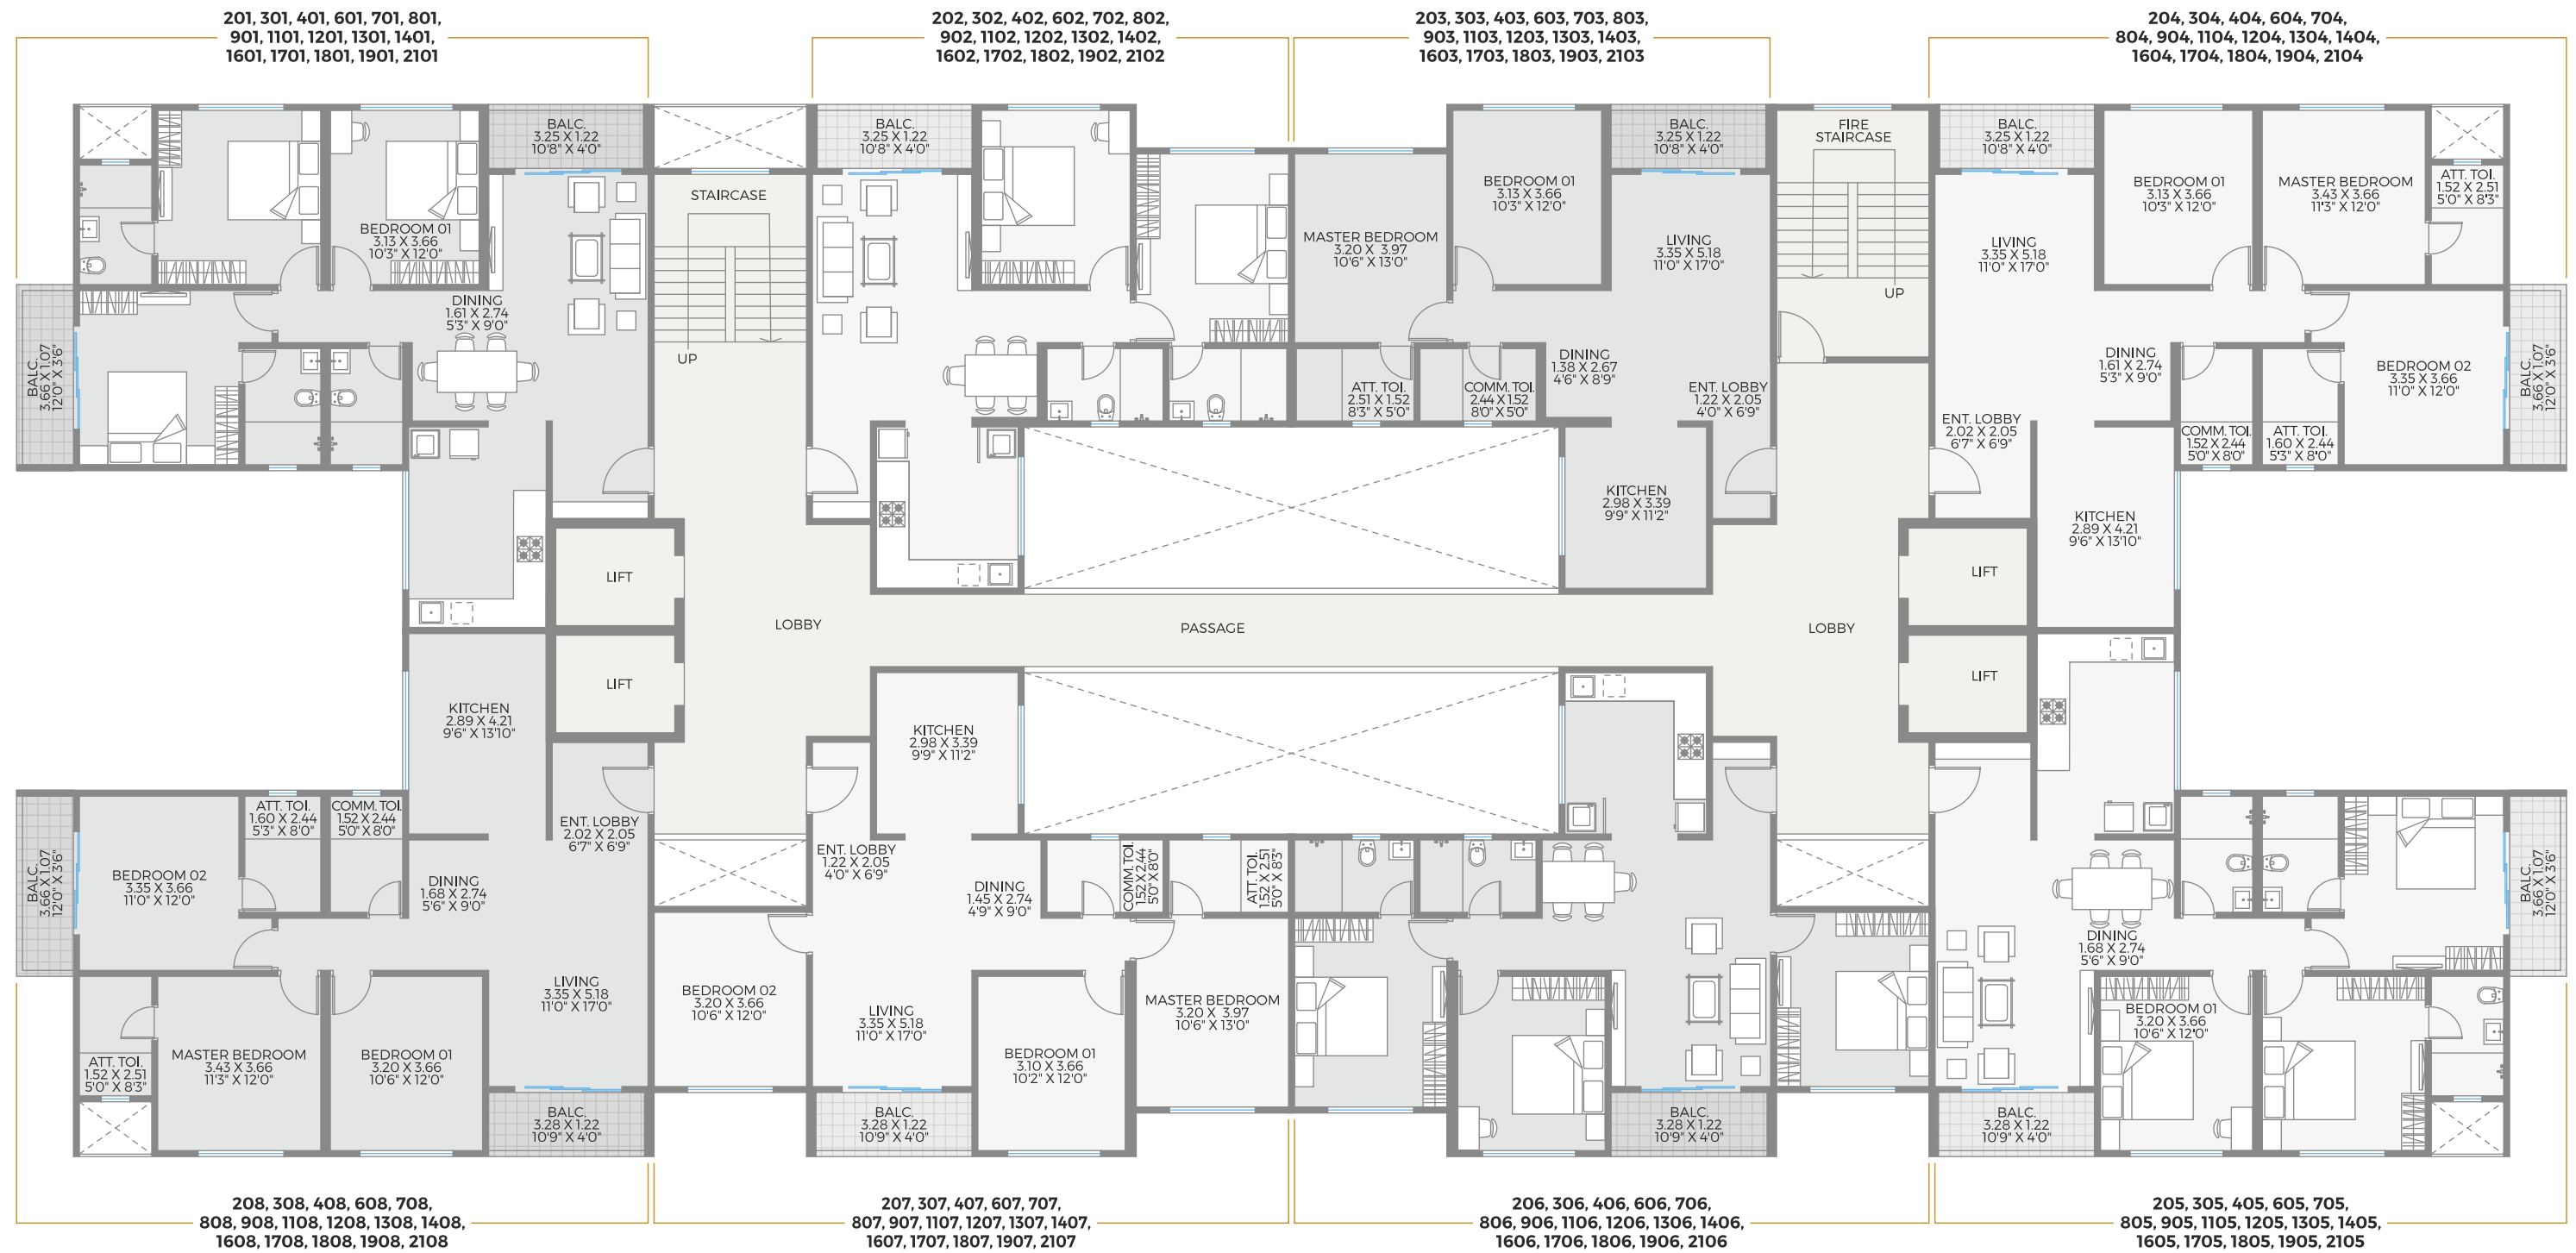 201, 301, 401, 601, 701, 801,
901, 1101, 1201, 1301, 1401,
1601, 1701, 1801, 1901, 2101
202, 302, 402, 602, 702, 802,
902, 1102, 1202, 1302, 1402,
1602, 1702, 1802, 1902, 2102
203, 303, 403, 603, 703, 803,
903, 1103, 1203, 1303, 1403,
1603, 1703, 1803, 1903, 2103
204, 304, 404, 604, 704,
804, 904, 1104, 1204, 1304, 1404,
1604, 1704, 1804, 1904, 2104
BALC.
3.25 X 1.22
10'8" X 4'0"
BEDROOM 01
3.13 X 3.66
10'3" X 12'0"
DINING
1.61 X 2.74
5'3" X 9'0"
BALC.
3.66 X 1.07
12'0" X 3'6"
STAIRCASE
UP
BALC.
3.25 X 1.22
10'8" X 4'0"
MASTER BEDROOM
3.20 X 3.97
10'6" X 13'0"
BEDROOM 01
3.13 X 3.66
10'3" X 12'0"
BALC.
3.25 X 1.22
10'8" X 4'0"
LIVING
3.35 X 5.18
11'0" X 17'0"
DINING
1.38 X 2.67
4'6" X 8'9"
ATT. TOI.
2.51 X 1.52
8'3" X 5'0"
COMM. TOI.
2.44 X 1.52
8'0" X 5'0"
ENT. LOBBY
1.22 X 2.05
4'0" X 6'9"
KITCHEN
2.98 X 3.39
9'9" X 11'2"
FIRE
STAIRCASE
UP
BALC.
3.25 X 1.22
10'8" X 4'0"
BEDROOM 01
3.13 X 3.66
10'3" X 12'0"
MASTER BEDROOM
3.43 X 3.66
11'3" X 12'0"
ATT. TOI.
1.52 X 2.51
5'0" X 8'3"
LIVING
3.35 X 5.18
11'0" X 17'0"
DINING
1.61 X 2.74
5'3" X 9'0"
BEDROOM 02
3.35 X 3.66
11'0" X 12'0"
BALC.
3.66 X 1.07
12'0" X 3'6"
ENT. LOBBY
2.02 X 2.05
6'7" X 6'9"
COMM. TOI.
1.52 X 2.44
5'0" X 8'0"
ATT. TOI.
1.60 X 2.44
5'3" X 8'0"
KITCHEN
2.89 X 4.21
9'6" X 13'10"
LIFT
LIFT
LOBBY
PASSAGE
LOBBY
LIFT
LIFT
KITCHEN
2.89 X 4.21
9'6" X 13'10"
ATT. TOI.
1.60 X 2.44
5'3" X 8'0"
COMM. TOI.
1.52 X 2.44
5'0" X 8'0"
ENT. LOBBY
2.02 X 2.05
6'7" X 6'9"
BALC.
3.66 X 1.07
12'0" X 3'6"
BEDROOM 02
3.35 X 3.66
11'0" X 12'0"
DINING
1.68 X 2.74
5'6" X 9'0"
LIVING
3.35 X 5.18
11'0" X 17'0"
ATT. TOI.
1.52 X 2.51
5'0" X 8'3"
MASTER BEDROOM
3.43 X 3.66
11'3" X 12'0"
BEDROOM 01
3.20 X 3.66
10'6" X 12'0"
BALC.
3.28 X 1.22
10'9" X 4'0"
KITCHEN
2.98 X 3.39
9'9" X 11'2"
ENT. LOBBY
1.22 X 2.05
4'0" X 6'9"
DINING
1.45 X 2.74
4'9" X 9'0"
COMM. TOI.
1.52 X 2.44
5'0" X 8'0"
ATT. TOI.
1.52 X 2.51
5'0" X 8'3"
BEDROOM 02
3.20 X 3.66
10'6" X 12'0"
LIVING
3.35 X 5.18
11'0" X 17'0"
MASTER BEDROOM
3.20 X 3.97
10'6" X 13'0"
BEDROOM 01
3.10 X 3.66
10'2" X 12'0"
BALC.
3.28 X 1.22
10'9" X 4'0"
BALC.
3.28 X 1.22
10'9" X 4'0"
DINING
1.68 X 2.74
5'6" X 9'0"
BALC.
3.66 X 1.07
12'0" X 3'6"
BEDROOM 01
3.20 X 3.66
10'6" X 12'0"
BALC.
3.28 X 1.22
10'9" X 4'0"
208, 308, 408, 608, 708,
808, 908, 1108, 1208, 1308, 1408,
1608, 1708, 1808, 1908, 2108
207, 307, 407, 607, 707,
807, 907, 1107, 1207, 1307, 1407,
1607, 1707, 1807, 1907, 2107
206, 306, 406, 606, 706,
806, 906, 1106, 1206, 1306, 1406,
1606, 1706, 1806, 1906, 2106
205, 305, 405, 605, 705,
805, 905, 1105, 1205, 1305, 1405,
1605, 1705, 1805, 1905, 2105